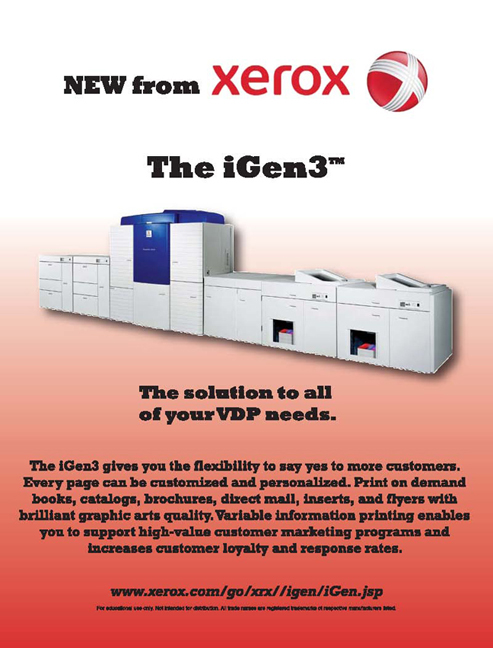 NEW from xerox
The iGen3™
The solution to all
of your VDP needs.
The iGen3 gives you the flexibility to say yes to more customers.
Every page can be customized and personalized. Print on demand
books, catalogs, brochures, direct mail, inserts, and flyers with
brilliant graphic arts quality. Variable information printing enables
you to support high-value customer marketing programs and
increases customer loyalty and response rates.
www.xerox.com/go/xrx//igen/iGen.jsp
For educational use only. Not intended for distribution. All trade names are registered trademarks of respective manufacturers listed.